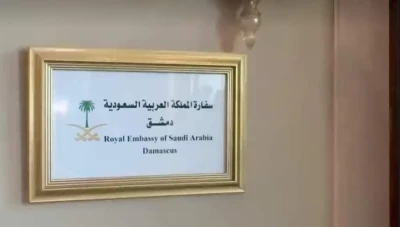 سفارة المملكة العربية السعودية
دمشق
Royal Embassy of Saudi Arabia
Damascus